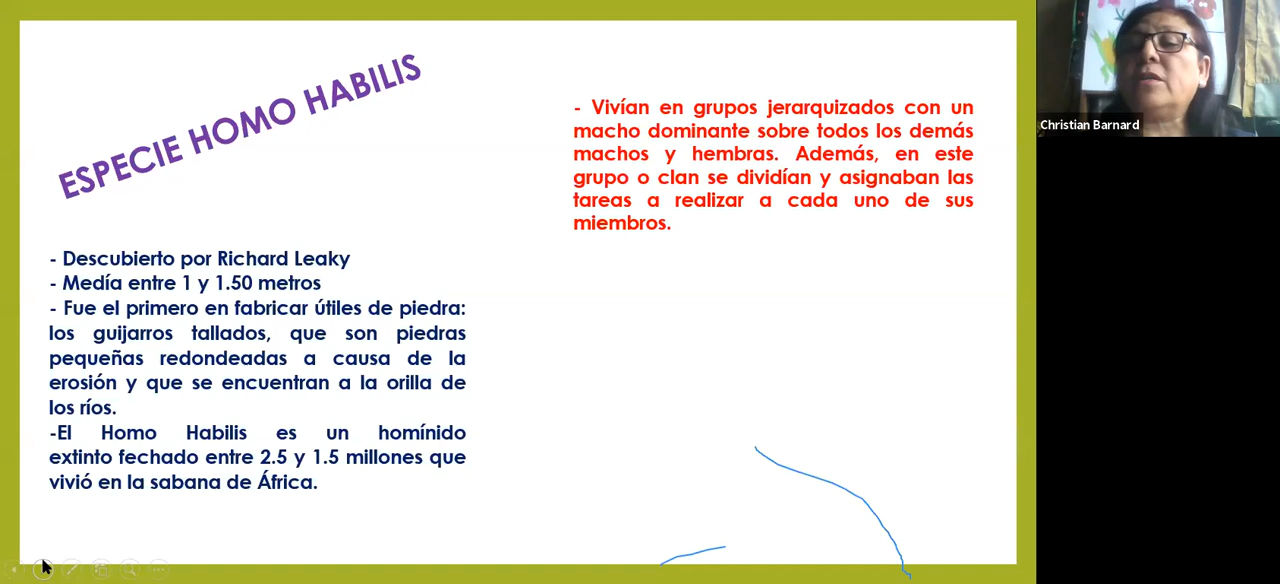 ESPECIE HOMO HABILIS
- Descubierto por Richard Leaky
- Medía entre 1 y 1.50 metros
- Fue el primero en fabricar útiles de piedra:
los guijarros tallados, que son piedras
pequeñas redondeadas a causa de la
erosión y que se encuentran a la orilla de
los ríos.
-El Homo Habilis es un homínido
extinto fechado entre 2.5 y 1.5 millones que
vivió en la sabana de África.
- Vivían en grupos jerarquizados con un
macho dominante sobre todos los demás
machos y hembras. Además, en este
grupo o clan se dividían y asignaban las
tareas a realizar a cada uno de sus
miembros.
Christian Barnard